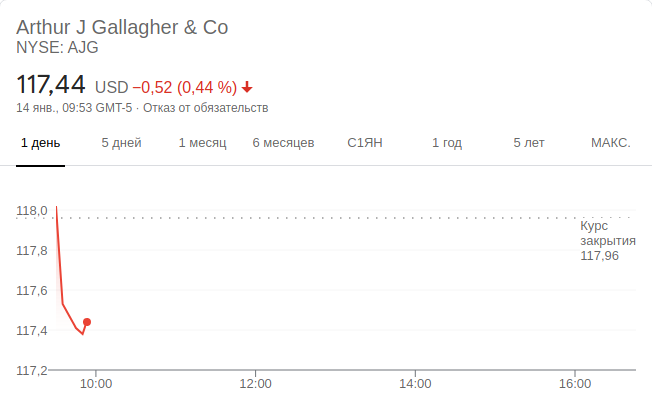 Arthur J Gallagher & Co
NYSE: AJG
117,44 USD −0,52 (0,44 %)
14 янв., 09:53 GMT-5 · Отказ от обязательств
1 день 5 дней 1 месяц 6 месяцев С1ЯН 1 год 5 лет МАКС.
118,0
Курс
закрытия
117,96
117,8
117,6
117,4
117,2
10:00 12:00 14:00 16:00